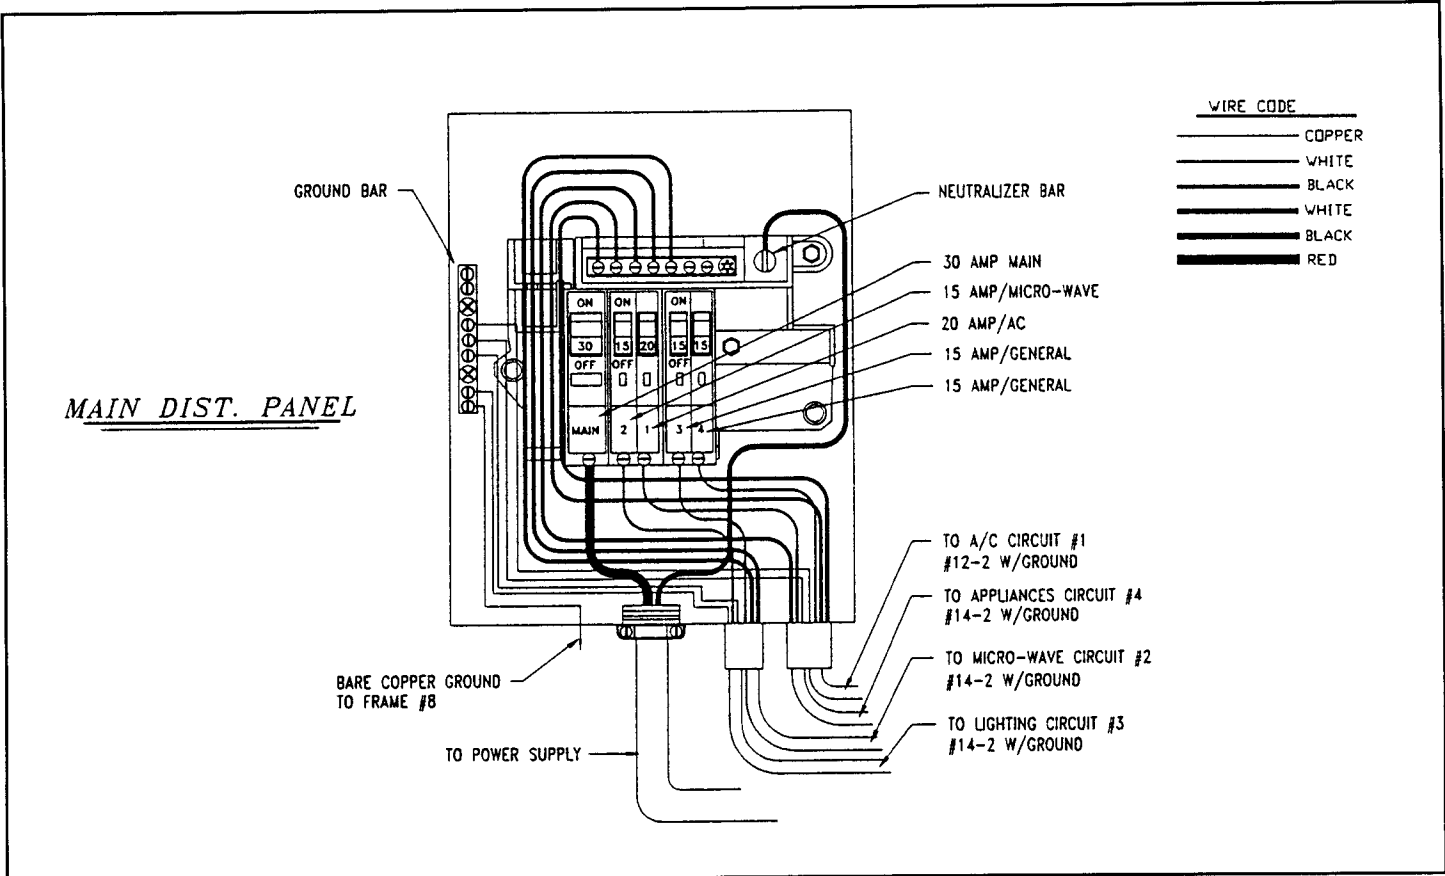 WIRE CODE
COPPER
WHITE
BLACK
WHITE
BLACK
RED
GROUND BAR
NEUTRALIZER BAR
30 AMP MAIN
15 AMP/MICRO-WAVE
20 AMP/AC
15 AMP/GENERAL
15 AMP/GENERAL
ON ON ON
30 15 20 15 15
OFF OFF OFF
MAIN 2 1 3 4
MAIN DIST. PANEL
TO A/C CIRCUIT #1
#12-2 W/GROUND
TO APPLIANCES CIRCUIT #4
#14-2 W/GROUND
TO MICRO-WAVE CIRCUIT #2
#14-2 W/GROUND
TO LIGHTING CIRCUIT #3
#14-2 W/GROUND
BARE COPPER GROUND
TO FRAME #8
TO POWER SUPPLY